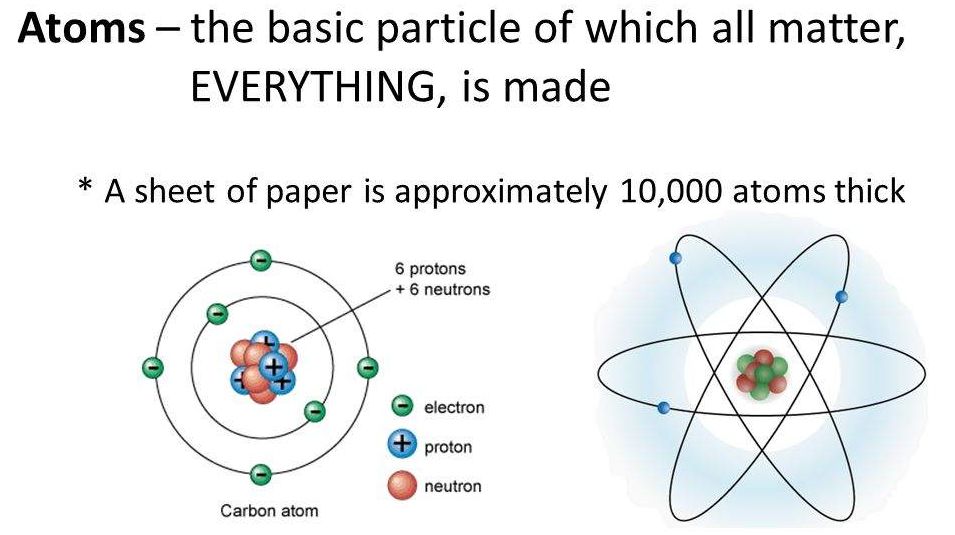 Atoms – the basic particle of which all matter,
EVERYTHING, is made
* A sheet of paper is approximately 10,000 atoms thick
6 protons
+ 6 neutrons
electron
proton
neutron
Carbon atom